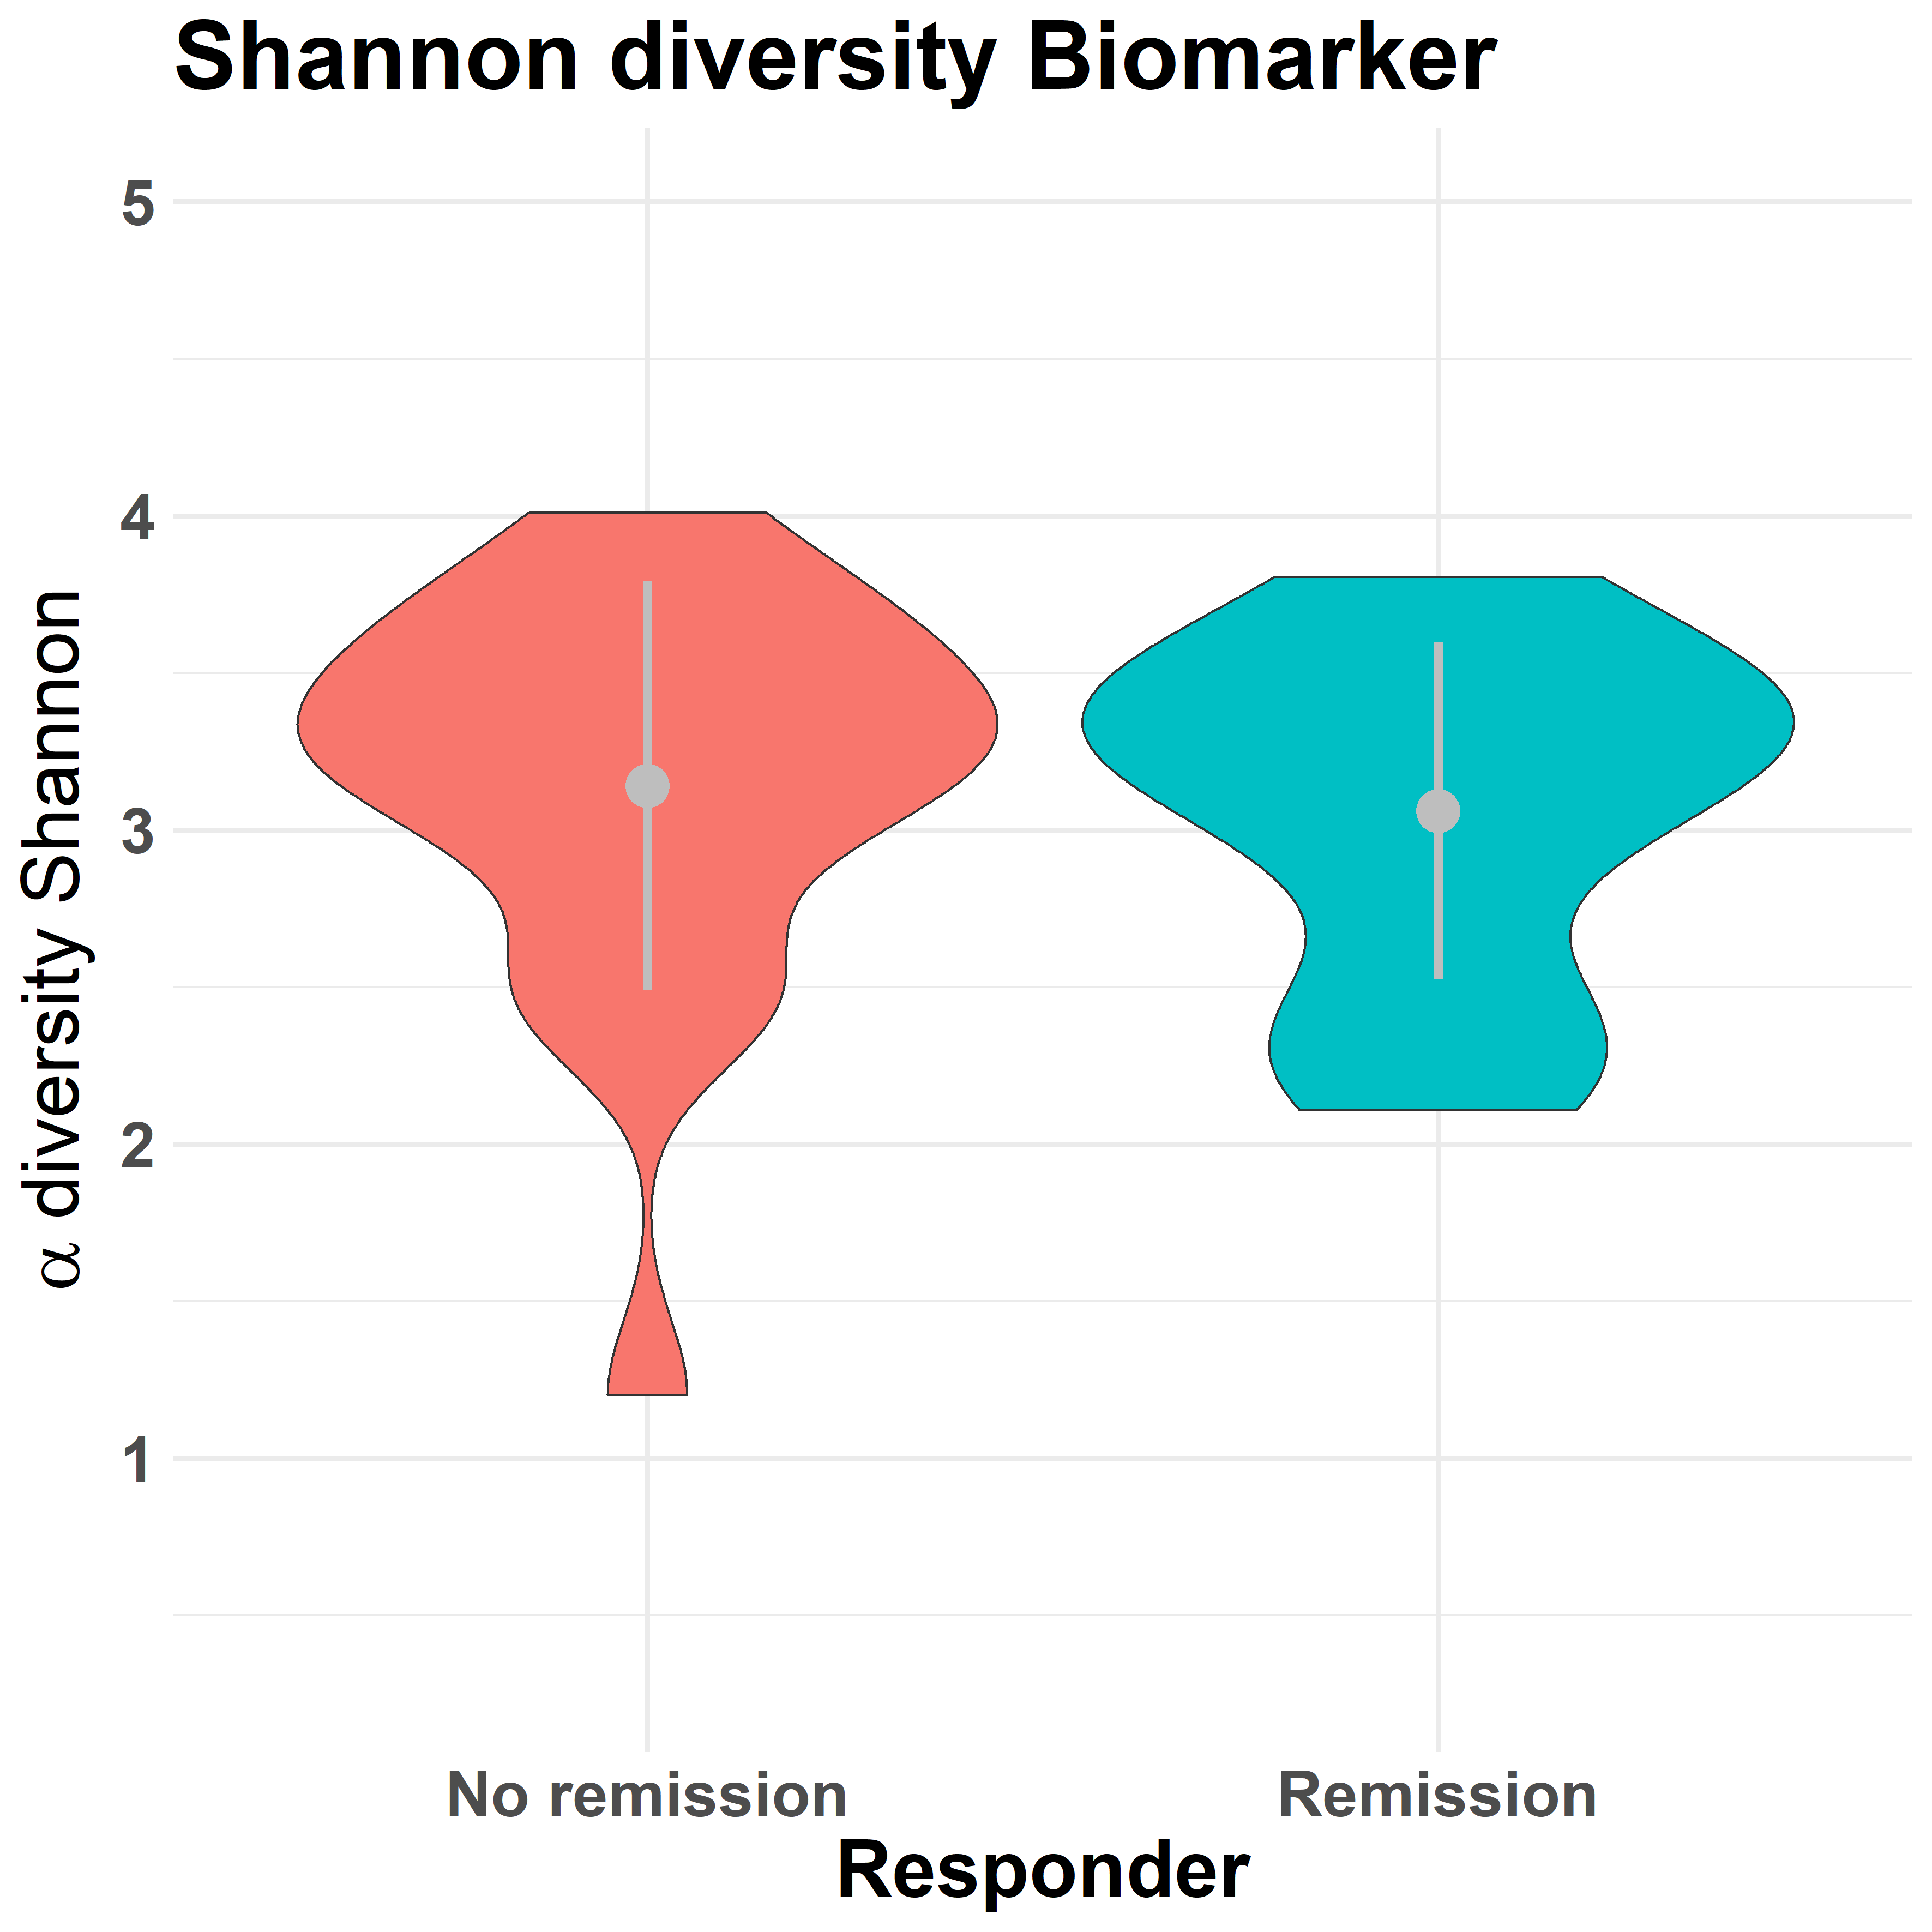 Shannon diversity Biomarker
α diversity Shannon
5
4
3
2
1
No remission
Remission
Responder